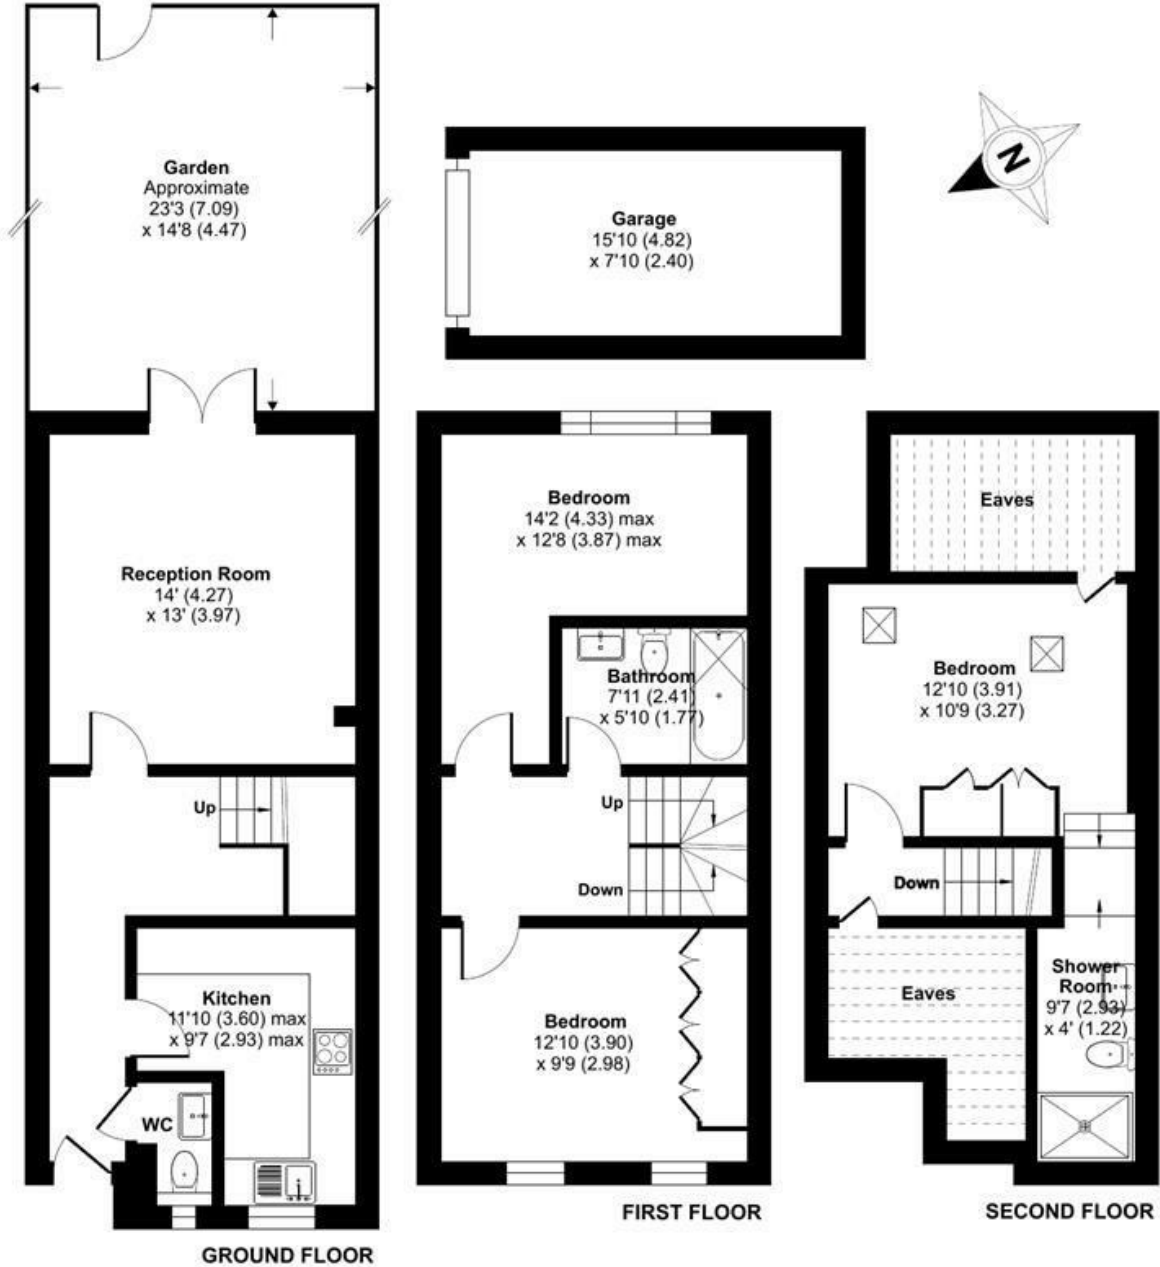 Garden
Approximate
23'3 (7.09)
x 14'8 (4.47)
Garage
15'10 (4.82)
x 7'10 (2.40)
N
Reception Room
14' (4.27)
x 13' (3.97)
Up
Kitchen
11'10 (3.60) max
x 9'7 (2.93) max
WC
GROUND FLOOR
Bedroom
14'2 (4.33) max
x 12'8 (3.87) max
Bathroom
7'11 (2.41)
x 5'10 (1.77)
Up
Down
Bedroom
12'10 (3.90)
x 9'9 (2.98)
FIRST FLOOR
Eaves
Bedroom
12'10 (3.91)
x 10'9 (3.27)
Down
Eaves
Shower
Room
9'7 (2.93)
x 4' (1.22)
SECOND FLOOR